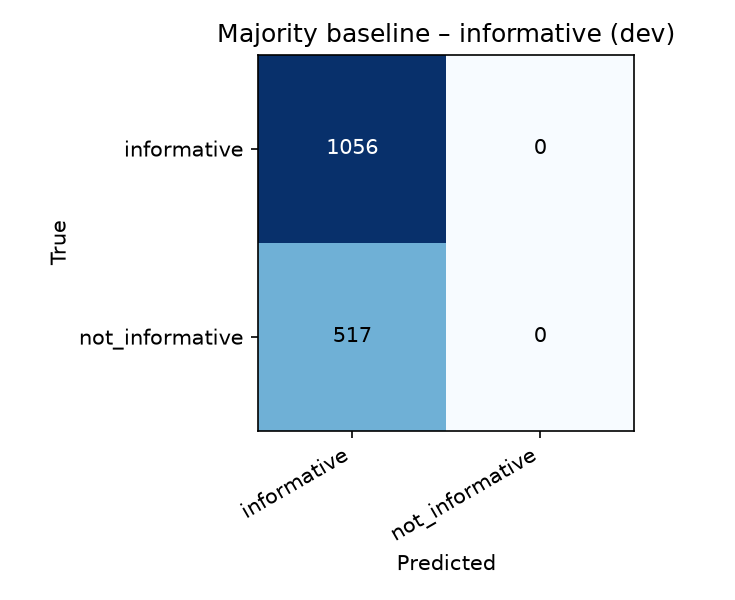 Majority baseline – informative (dev)
True
informative
1056
0
not_informative
517
0
informative
not_informative
Predicted